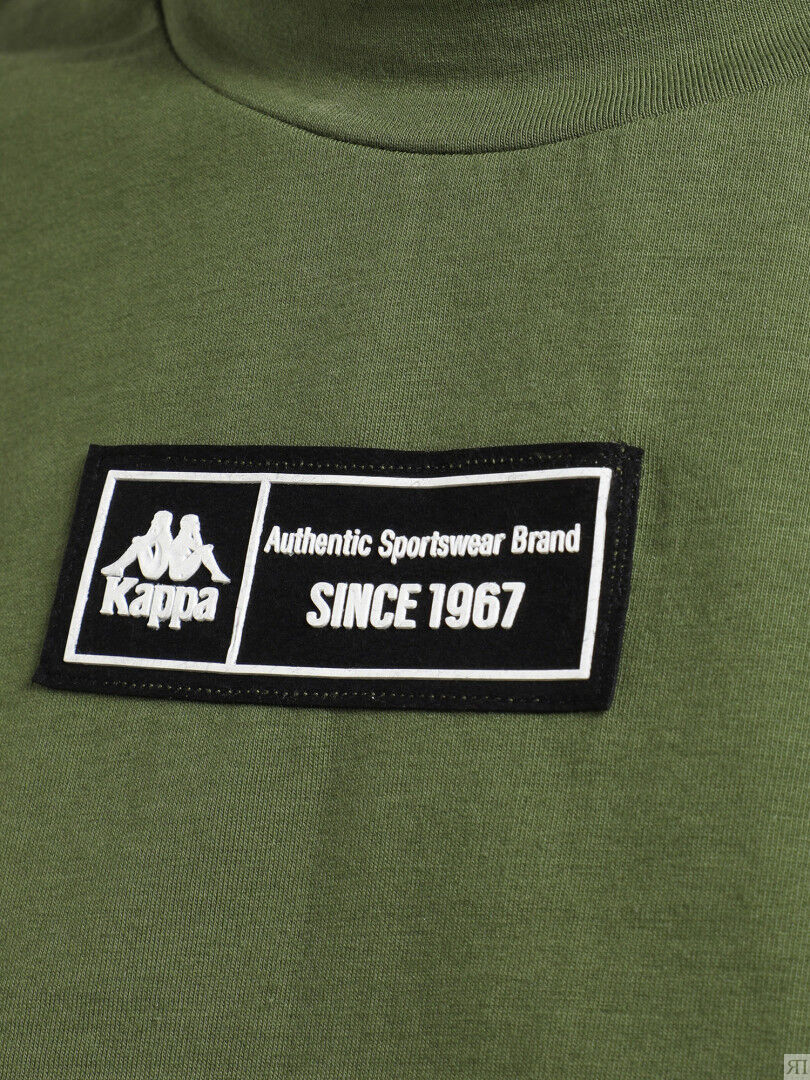 Kappa
Authentic Sportswear Brand
SINCE 1967